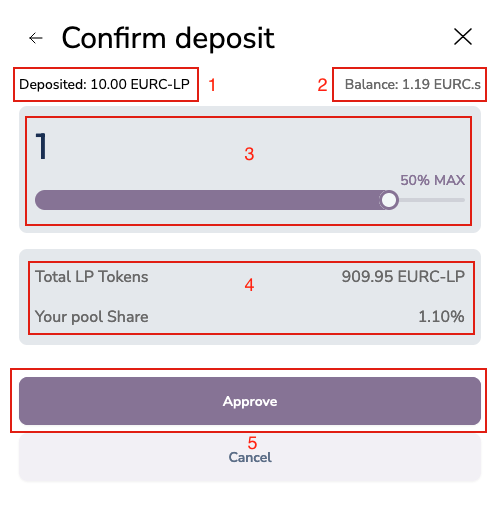 ← Confirm deposit
Deposited: 10.00 EURC-LP 1 2 Balance: 1.19 EURC.s
1 3
50% MAX
Total LP Tokens 4 909.95 EURC-LP
Your pool Share 1.10%
Approve
5
Cancel